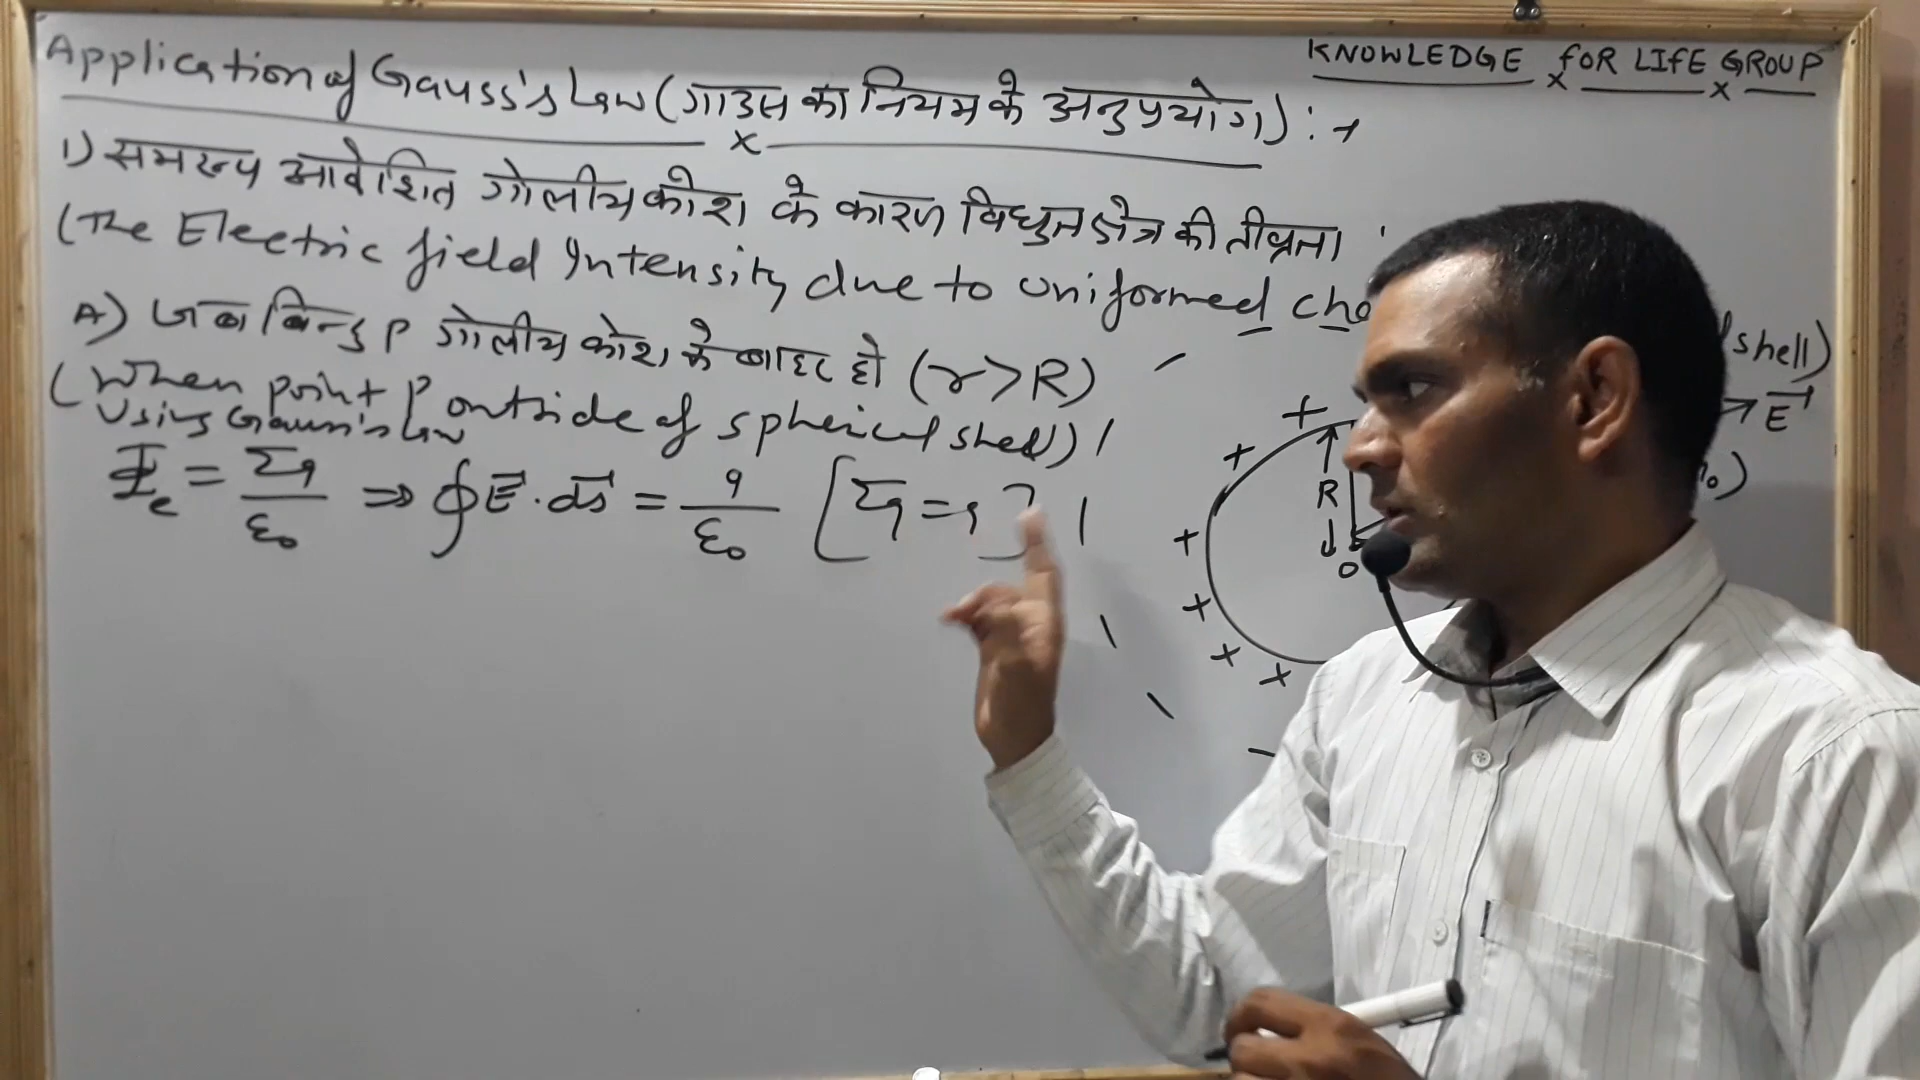 KNOWLEDGE FOR LIFE GROUP
Application of Gauss's Law (गाउस का नियम के अनुप्रयोग) :→
1) समरूप आवेशित गोलीय कोश के कारण विधुत क्षेत्र की तीव्रता
(The Electric field Intensity due to uniformed cha
shell)
A) जब बिन्दु P गोलीय कोश के बाहर हो (r > R)
(When point P outside of spherical shell)
Using Gauss's Law
Φe = Σq/ε₀ ⇒ ∮E⃗.ds⃗ = q/ε₀ [Σq = q]
E⃗
R
O